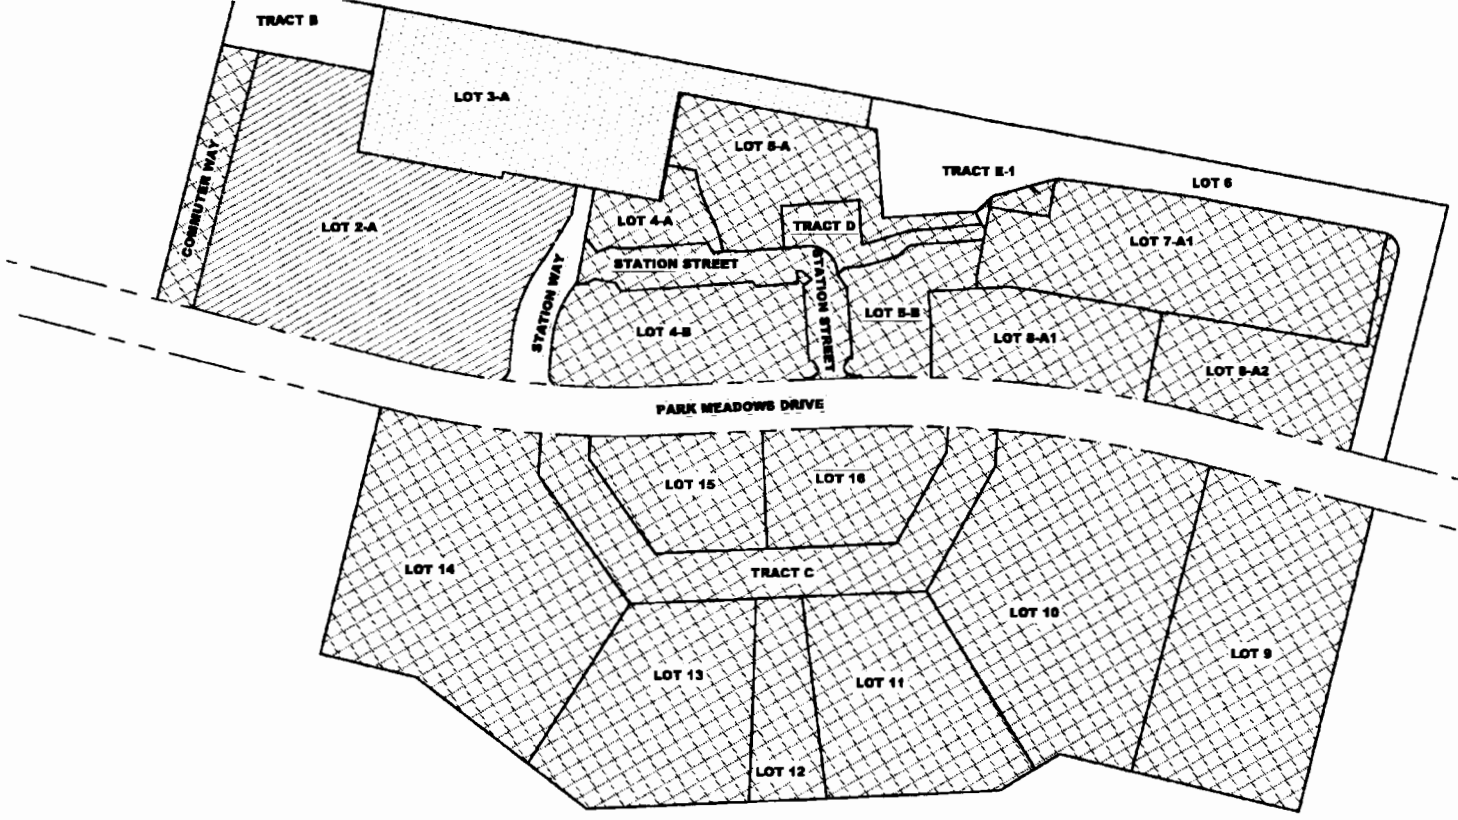 TRACT B
LOT 3-A
LOT 5-A
TRACT E-1
LOT 6
COMMUTER WAY
LOT 2-A
LOT 4-A
TRACT D
LOT 7-A1
STATION STREET
STATION WAY
STATION STREET
LOT 5-B
LOT 4-B
LOT 8-A1
LOT 8-A2
PARK MEADOWS DRIVE
LOT 15
LOT 16
LOT 14
TRACT C
LOT 10
LOT 9
LOT 13
LOT 11
LOT 12